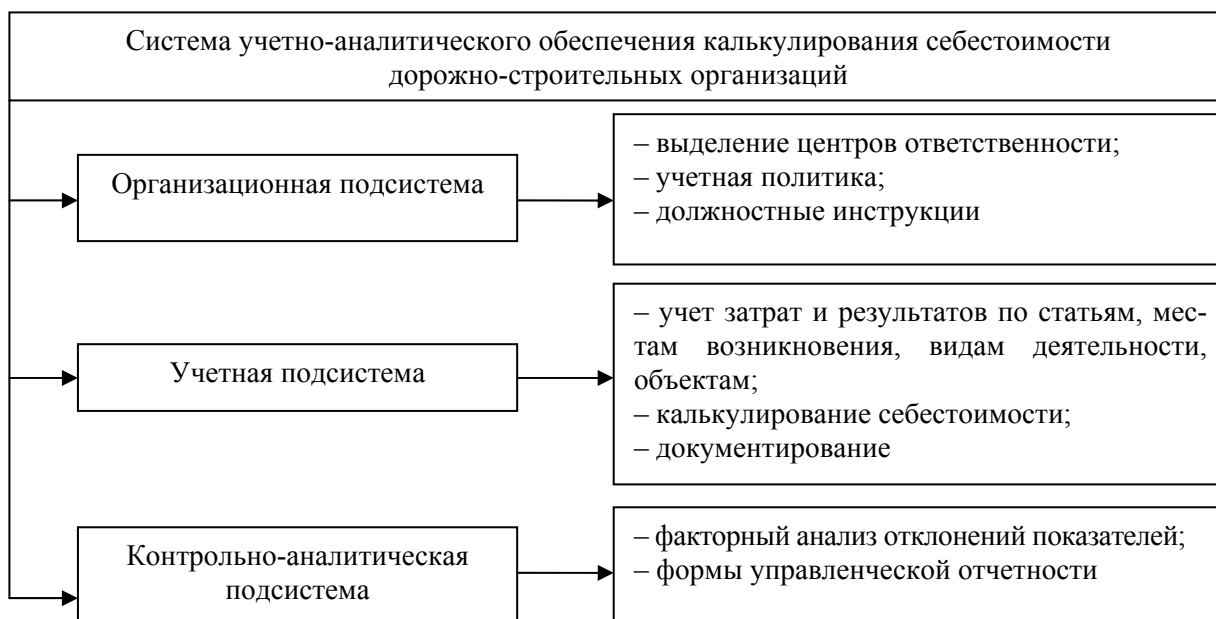 Система учетно-аналитического обеспечения калькулирования себестоимости
дорожно-строительных организаций
Организационная подсистема
– выделение центров ответственности;
– учетная политика;
– должностные инструкции
Учетная подсистема
– учет затрат и результатов по статьям, мес-
там возникновения, видам деятельности,
объектам;
– калькулирование себестоимости;
– документирование
Контрольно-аналитическая
подсистема
– факторный анализ отклонений показателей;
– формы управленческой отчетности